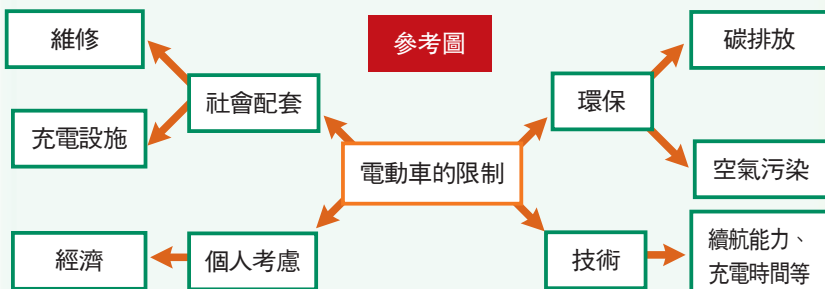 參考圖
維修
充電設施
社會配套
經濟
個人考慮
電動車的限制
環保
碳排放
空氣污染
技術
續航能力、
充電時間等